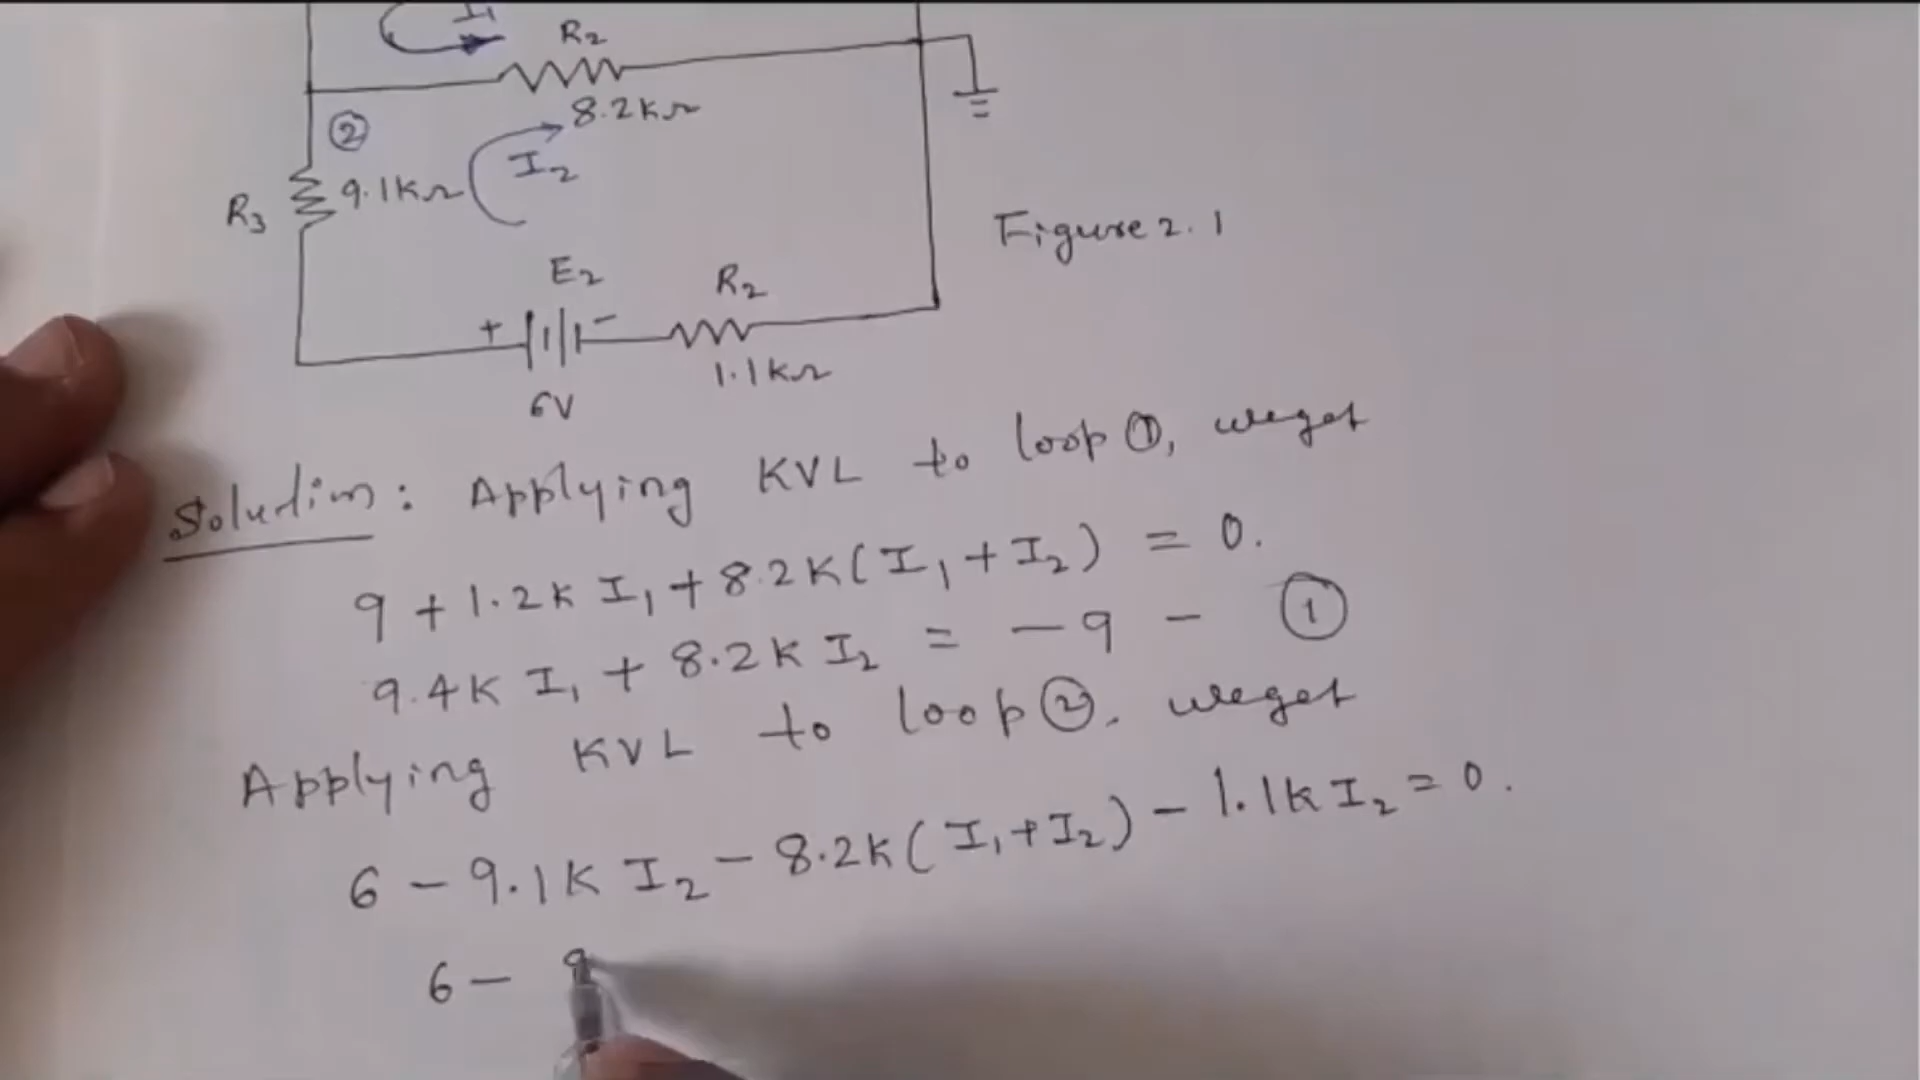 I₁
R₂
8.2KΩ
②
I₂
R₃ 9.1KΩ
Figure 2.1
E₂ R₂
+ -
6V 1.1KΩ
Solution: Applying KVL to loop ①, we get
9 + 1.2K I₁ + 8.2K(I₁ + I₂) = 0.
9.4K I₁ + 8.2K I₂ = -9 - ①
Applying KVL to loop ②. we get
6 - 9.1K I₂ - 8.2K(I₁+I₂) - 1.1K I₂ = 0.
6 - 9